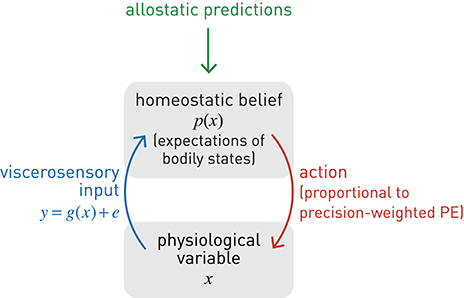 allostatic predictions
homeostatic belief
p(x)
(expectations of
bodily states)
viscerosensory
input
y = g(x) + e
action
(proportional to
precision-weighted PE)
physiological
variable
x